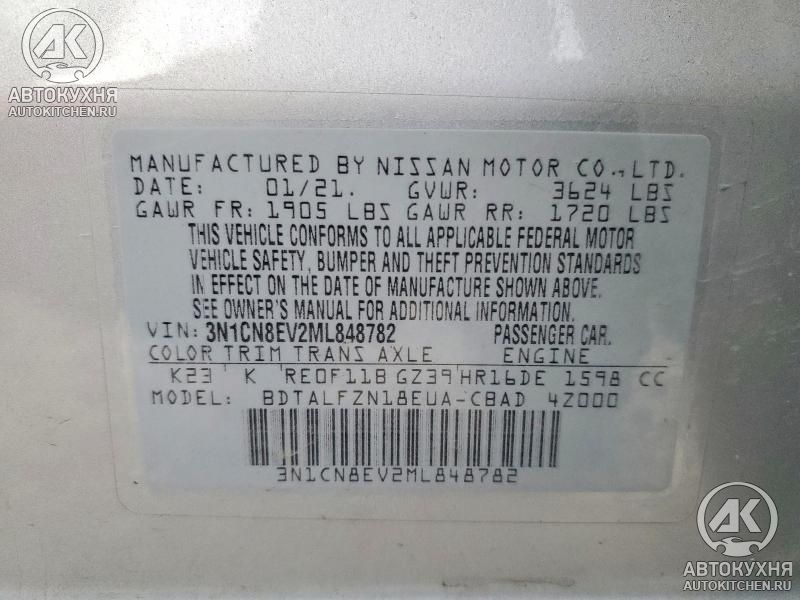 АК
АВТОКУХНЯ
AUTOKITCHEN.RU
MANUFACTURED BY NISSAN MOTOR CO., LTD.
DATE: 01/21. GVWR: 3624 LBS
GAWR FR: 1905 LBS GAWR RR: 1720 LBS
THIS VEHICLE CONFORMS TO ALL APPLICABLE FEDERAL MOTOR
VEHICLE SAFETY, BUMPER AND THEFT PREVENTION STANDARDS
IN EFFECT ON THE DATE OF MANUFACTURE SHOWN ABOVE.
SEE OWNER'S MANUAL FOR ADDITIONAL INFORMATION.
VIN: 3N1CN8EV2ML848782 PASSENGER CAR.
COLOR TRIM TRANS AXLE ENGINE
K23 K RE0F11B GZ39 HR16DE 1598 CC
MODEL: BDTALFZN18EUA-CBAD 4Z000
3N1CN8EV2ML848782
АК
АВТОКУХНЯ
AUTOKITCHEN.RU